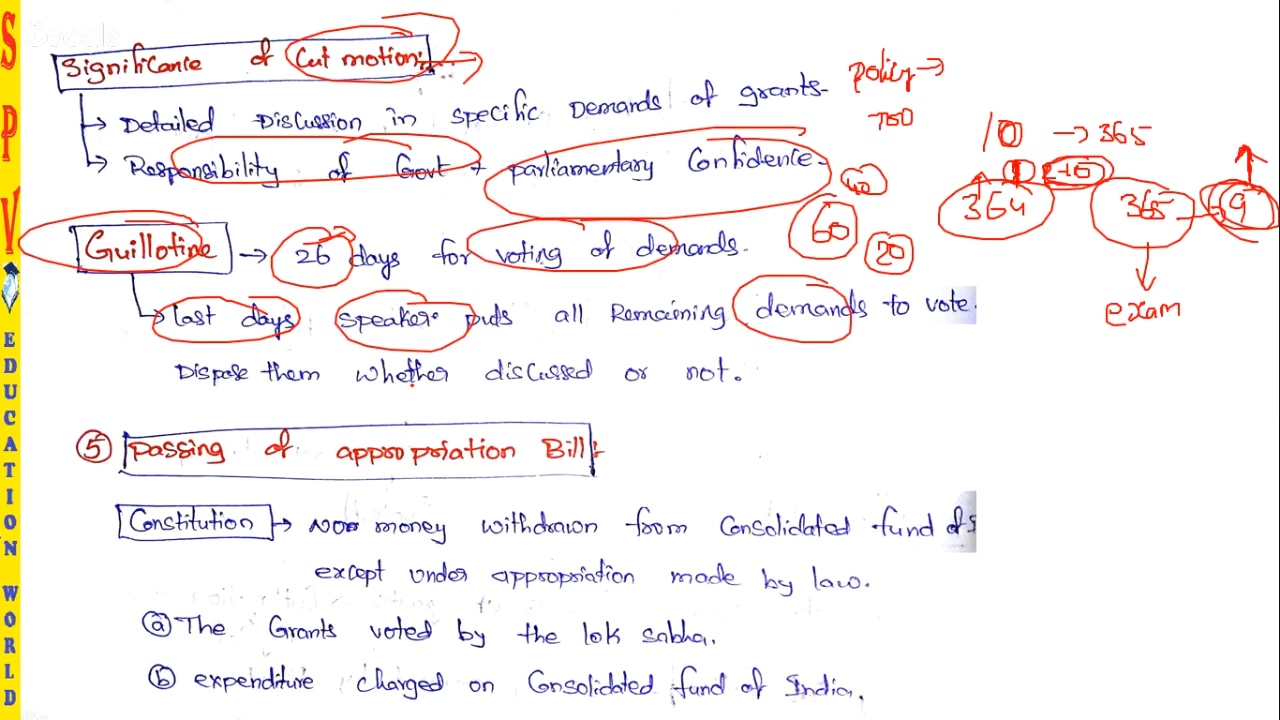 SPV EDUCATION WORLD
Significance of Cut motion:
→ Detailed Discussion in specific Demands of grants.
→ Responsibility of Govt + parliamentary Confidence.
policy →
10 → 365
364
365
9
exam
60
40
20
Guillotine → 26 days for voting of demands.
→ last days speaker puts all Remaining demands to vote.
Dispose them whether discussed or not.
⑤ Passing of appropriation Bill:
Constitution → money withdrawn from Consolidated fund of I
except under appropriation made by law.
ⓐ The Grants voted by the lok sabha.
ⓑ expenditure charged on Consolidated fund of India.